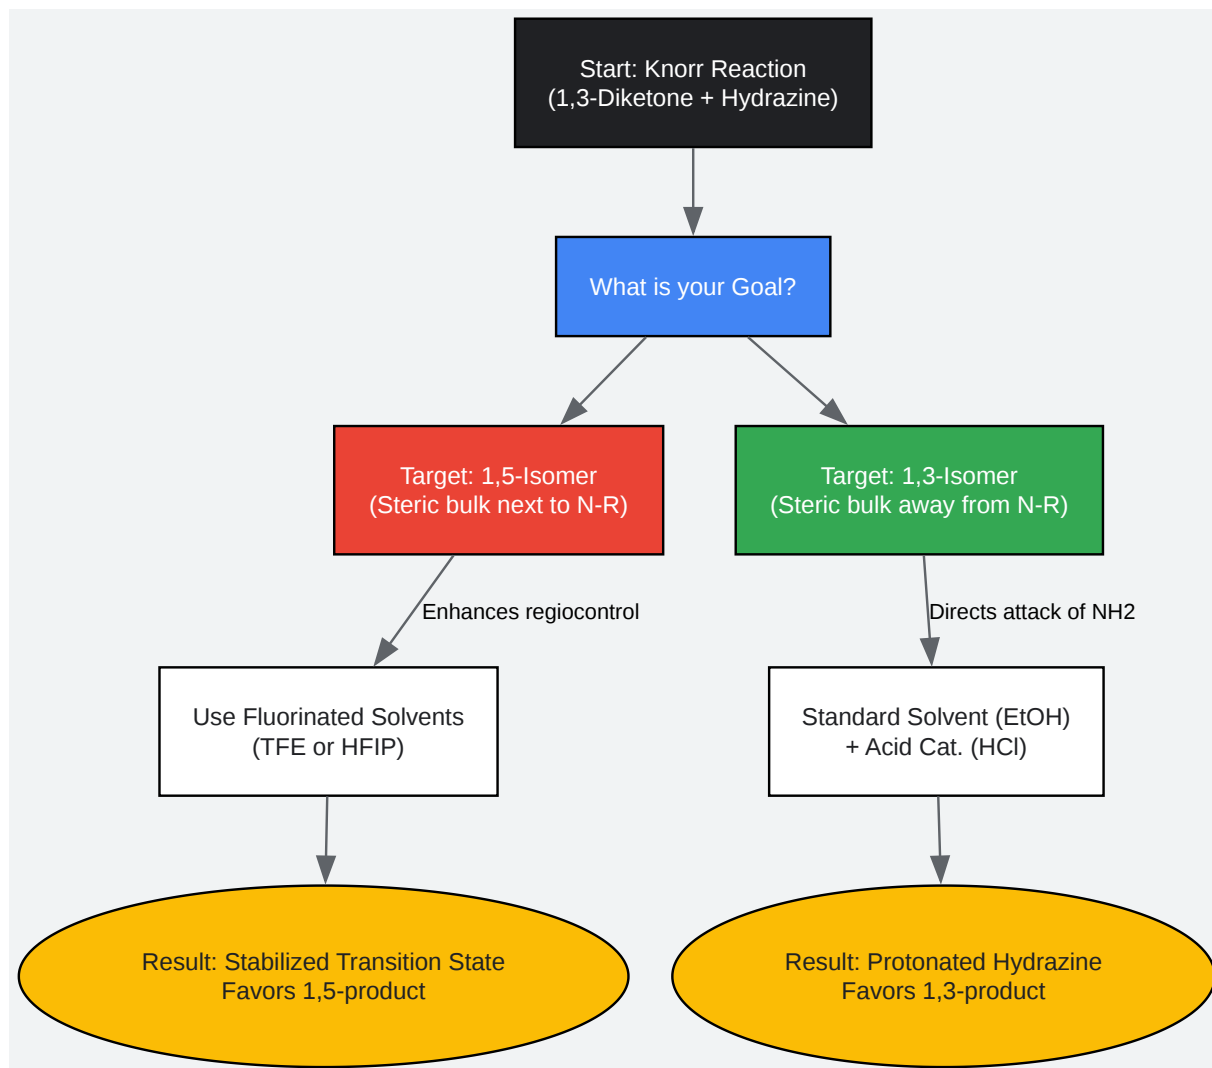 Start: Knorr Reaction
(1,3-Diketone + Hydrazine)
What is your Goal?
Target: 1,5-Isomer
(Steric bulk next to N-R)
Target: 1,3-Isomer
(Steric bulk away from N-R)
Enhances regiocontrol
Directs attack of NH2
Use Fluorinated Solvents
(TFE or HFIP)
Standard Solvent (EtOH)
+ Acid Cat. (HCl)
Result: Stabilized Transition State
Favors 1,5-product
Result: Protonated Hydrazine
Favors 1,3-product